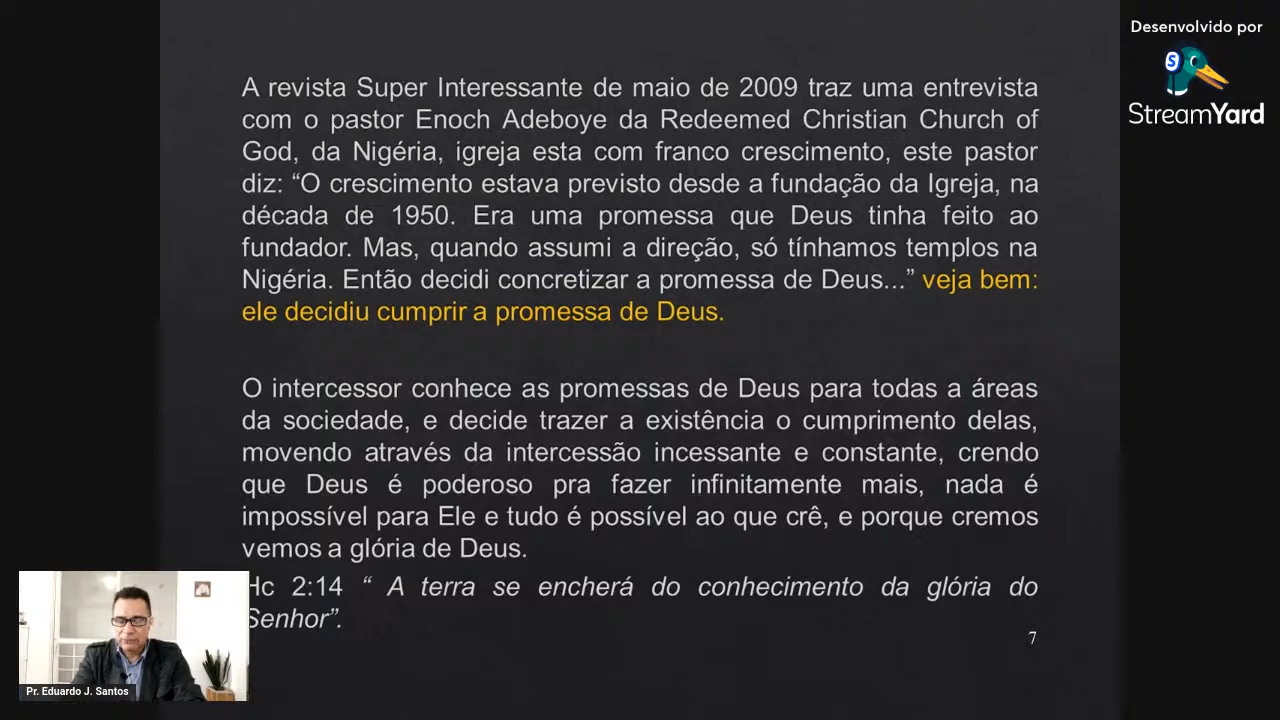 Desenvolvido por
StreamYard
A revista Super Interessante de maio de 2009 traz uma entrevista
com o pastor Enoch Adeboye da Redeemed Christian Church of
God, da Nigéria, igreja esta com franco crescimento, este pastor
diz: “O crescimento estava previsto desde a fundação da Igreja, na
década de 1950. Era uma promessa que Deus tinha feito ao
fundador. Mas, quando assumi a direção, só tínhamos templos na
Nigéria. Então decidi concretizar a promessa de Deus...” veja bem:
ele decidiu cumprir a promessa de Deus.
O intercessor conhece as promessas de Deus para todas a áreas
da sociedade, e decide trazer a existência o cumprimento delas,
movendo através da intercessão incessante e constante, crendo
que Deus é poderoso pra fazer infinitamente mais, nada é
impossível para Ele e tudo é possível ao que crê, e porque cremos
vemos a glória de Deus.
Hc 2:14 “ A terra se encherá do conhecimento da glória do
Senhor”.
7
Pr. Eduardo J. Santos